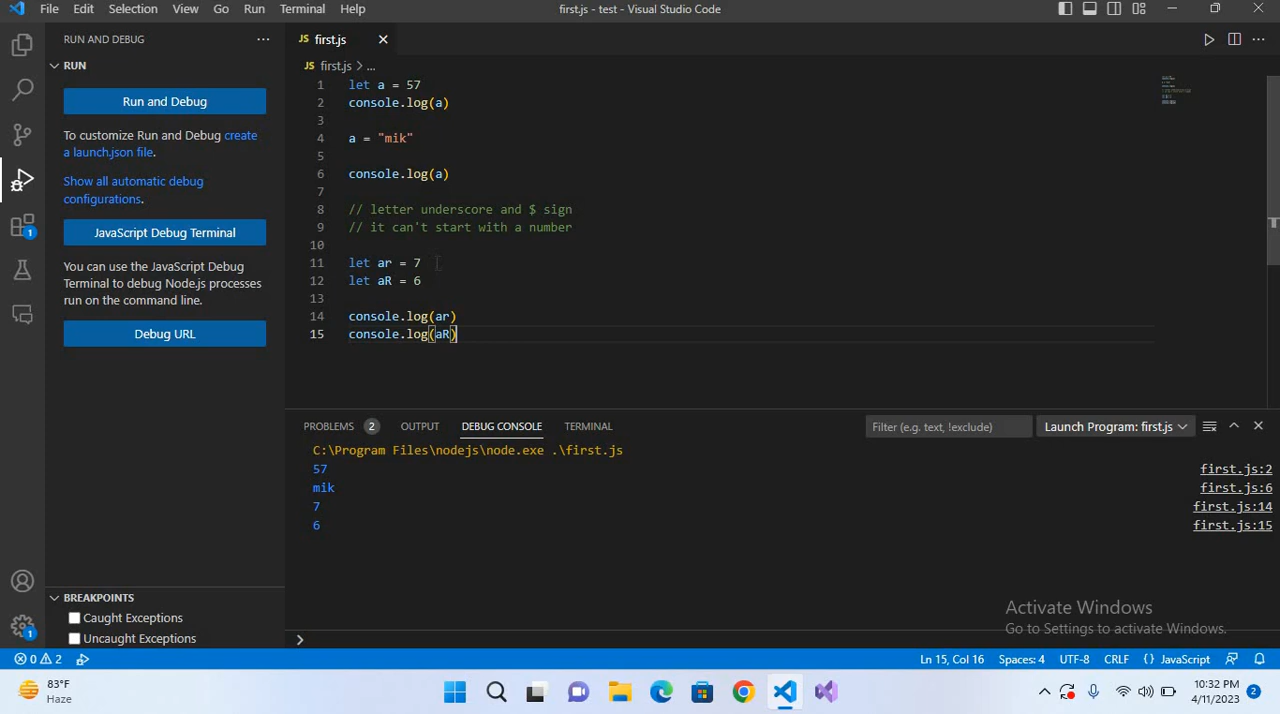 File Edit Selection View Go Run Terminal Help first.js - test - Visual Studio Code
RUN AND DEBUG ...
RUN
Run and Debug
To customize Run and Debug create
a launch.json file.
Show all automatic debug
configurations.
JavaScript Debug Terminal
You can use the JavaScript Debug
Terminal to debug Node.js processes
run on the command line.
Debug URL
BREAKPOINTS
Caught Exceptions
Uncaught Exceptions
1
1
JS first.js
JS first.js > ...
1 let a = 57
2 console.log(a)
3
4 a = "mik"
5
6 console.log(a)
7
8 // letter underscore and $ sign
9 // it can't start with a number
10
11 let ar = 7
12 let aR = 6
13
14 console.log(ar)
15 console.log(aR)
PROBLEMS 2 OUTPUT DEBUG CONSOLE TERMINAL Filter (e.g. text, !exclude) Launch Program: first.js
C:\Program Files\nodejs\node.exe .\first.js
57 first.js:2
mik first.js:6
7 first.js:14
6 first.js:15
>
Activate Windows
Go to Settings to activate Windows.
0 2 Ln 15, Col 16 Spaces: 4 UTF-8 CRLF {} JavaScript
83°F
Haze
10:32 PM
4/11/2023
2